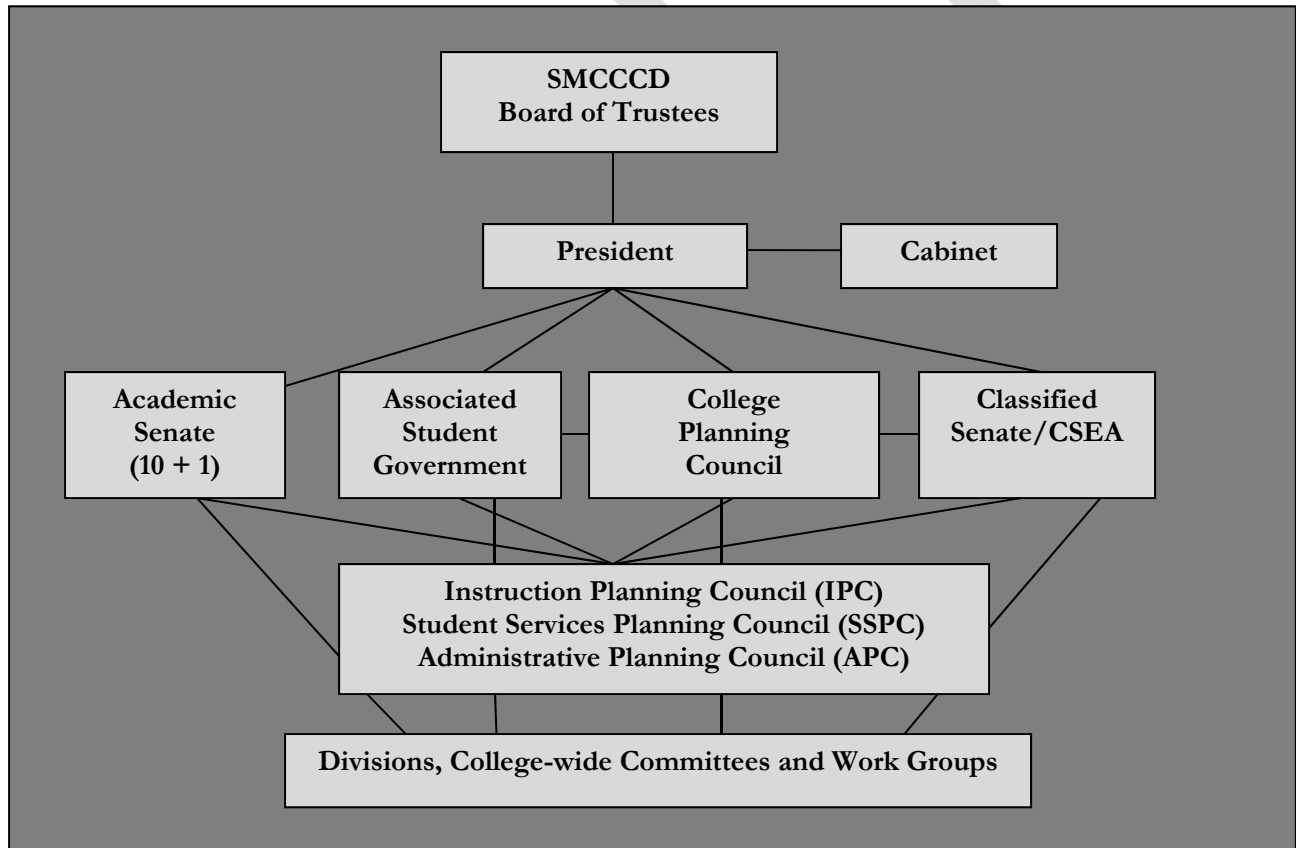 SMCCCD
Board of Trustees
President
Cabinet
Academic
Senate
(10 + 1)
Associated
Student
Government
College
Planning
Council
Classified
Senate/CSEA
Instruction Planning Council (IPC)
Student Services Planning Council (SSPC)
Administrative Planning Council (APC)
Divisions, College-wide Committees and Work Groups